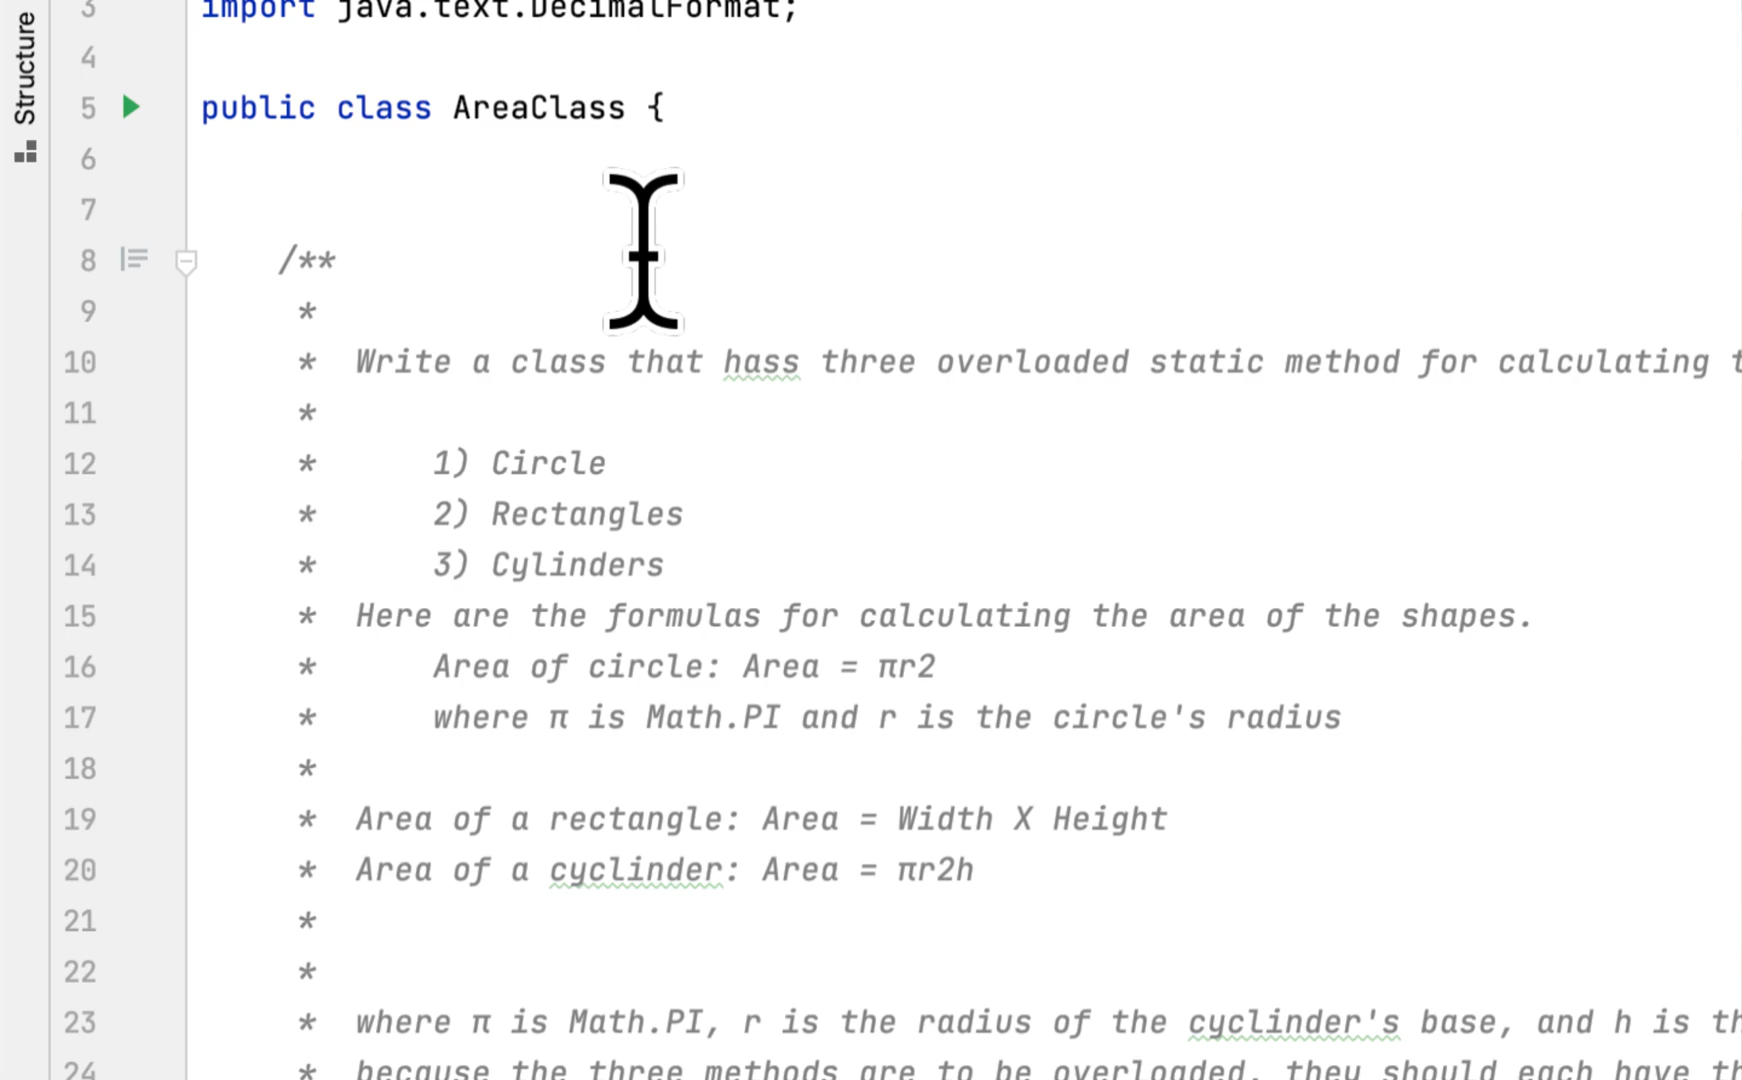 Structure
3 import java.text.DecimalFormat;
4
5 public class AreaClass {
6
7
8 /**
9 *
10 * Write a class that hass three overloaded static method for calculating t
11 *
12 * 1) Circle
13 * 2) Rectangles
14 * 3) Cylinders
15 * Here are the formulas for calculating the area of the shapes.
16 * Area of circle: Area = πr2
17 * where π is Math.PI and r is the circle's radius
18 *
19 * Area of a rectangle: Area = Width X Height
20 * Area of a cyclinder: Area = πr2h
21 *
22 *
23 * where π is Math.PI, r is the radius of the cyclinder's base, and h is th
24 * because the three methods are to be overloaded, they should each have th